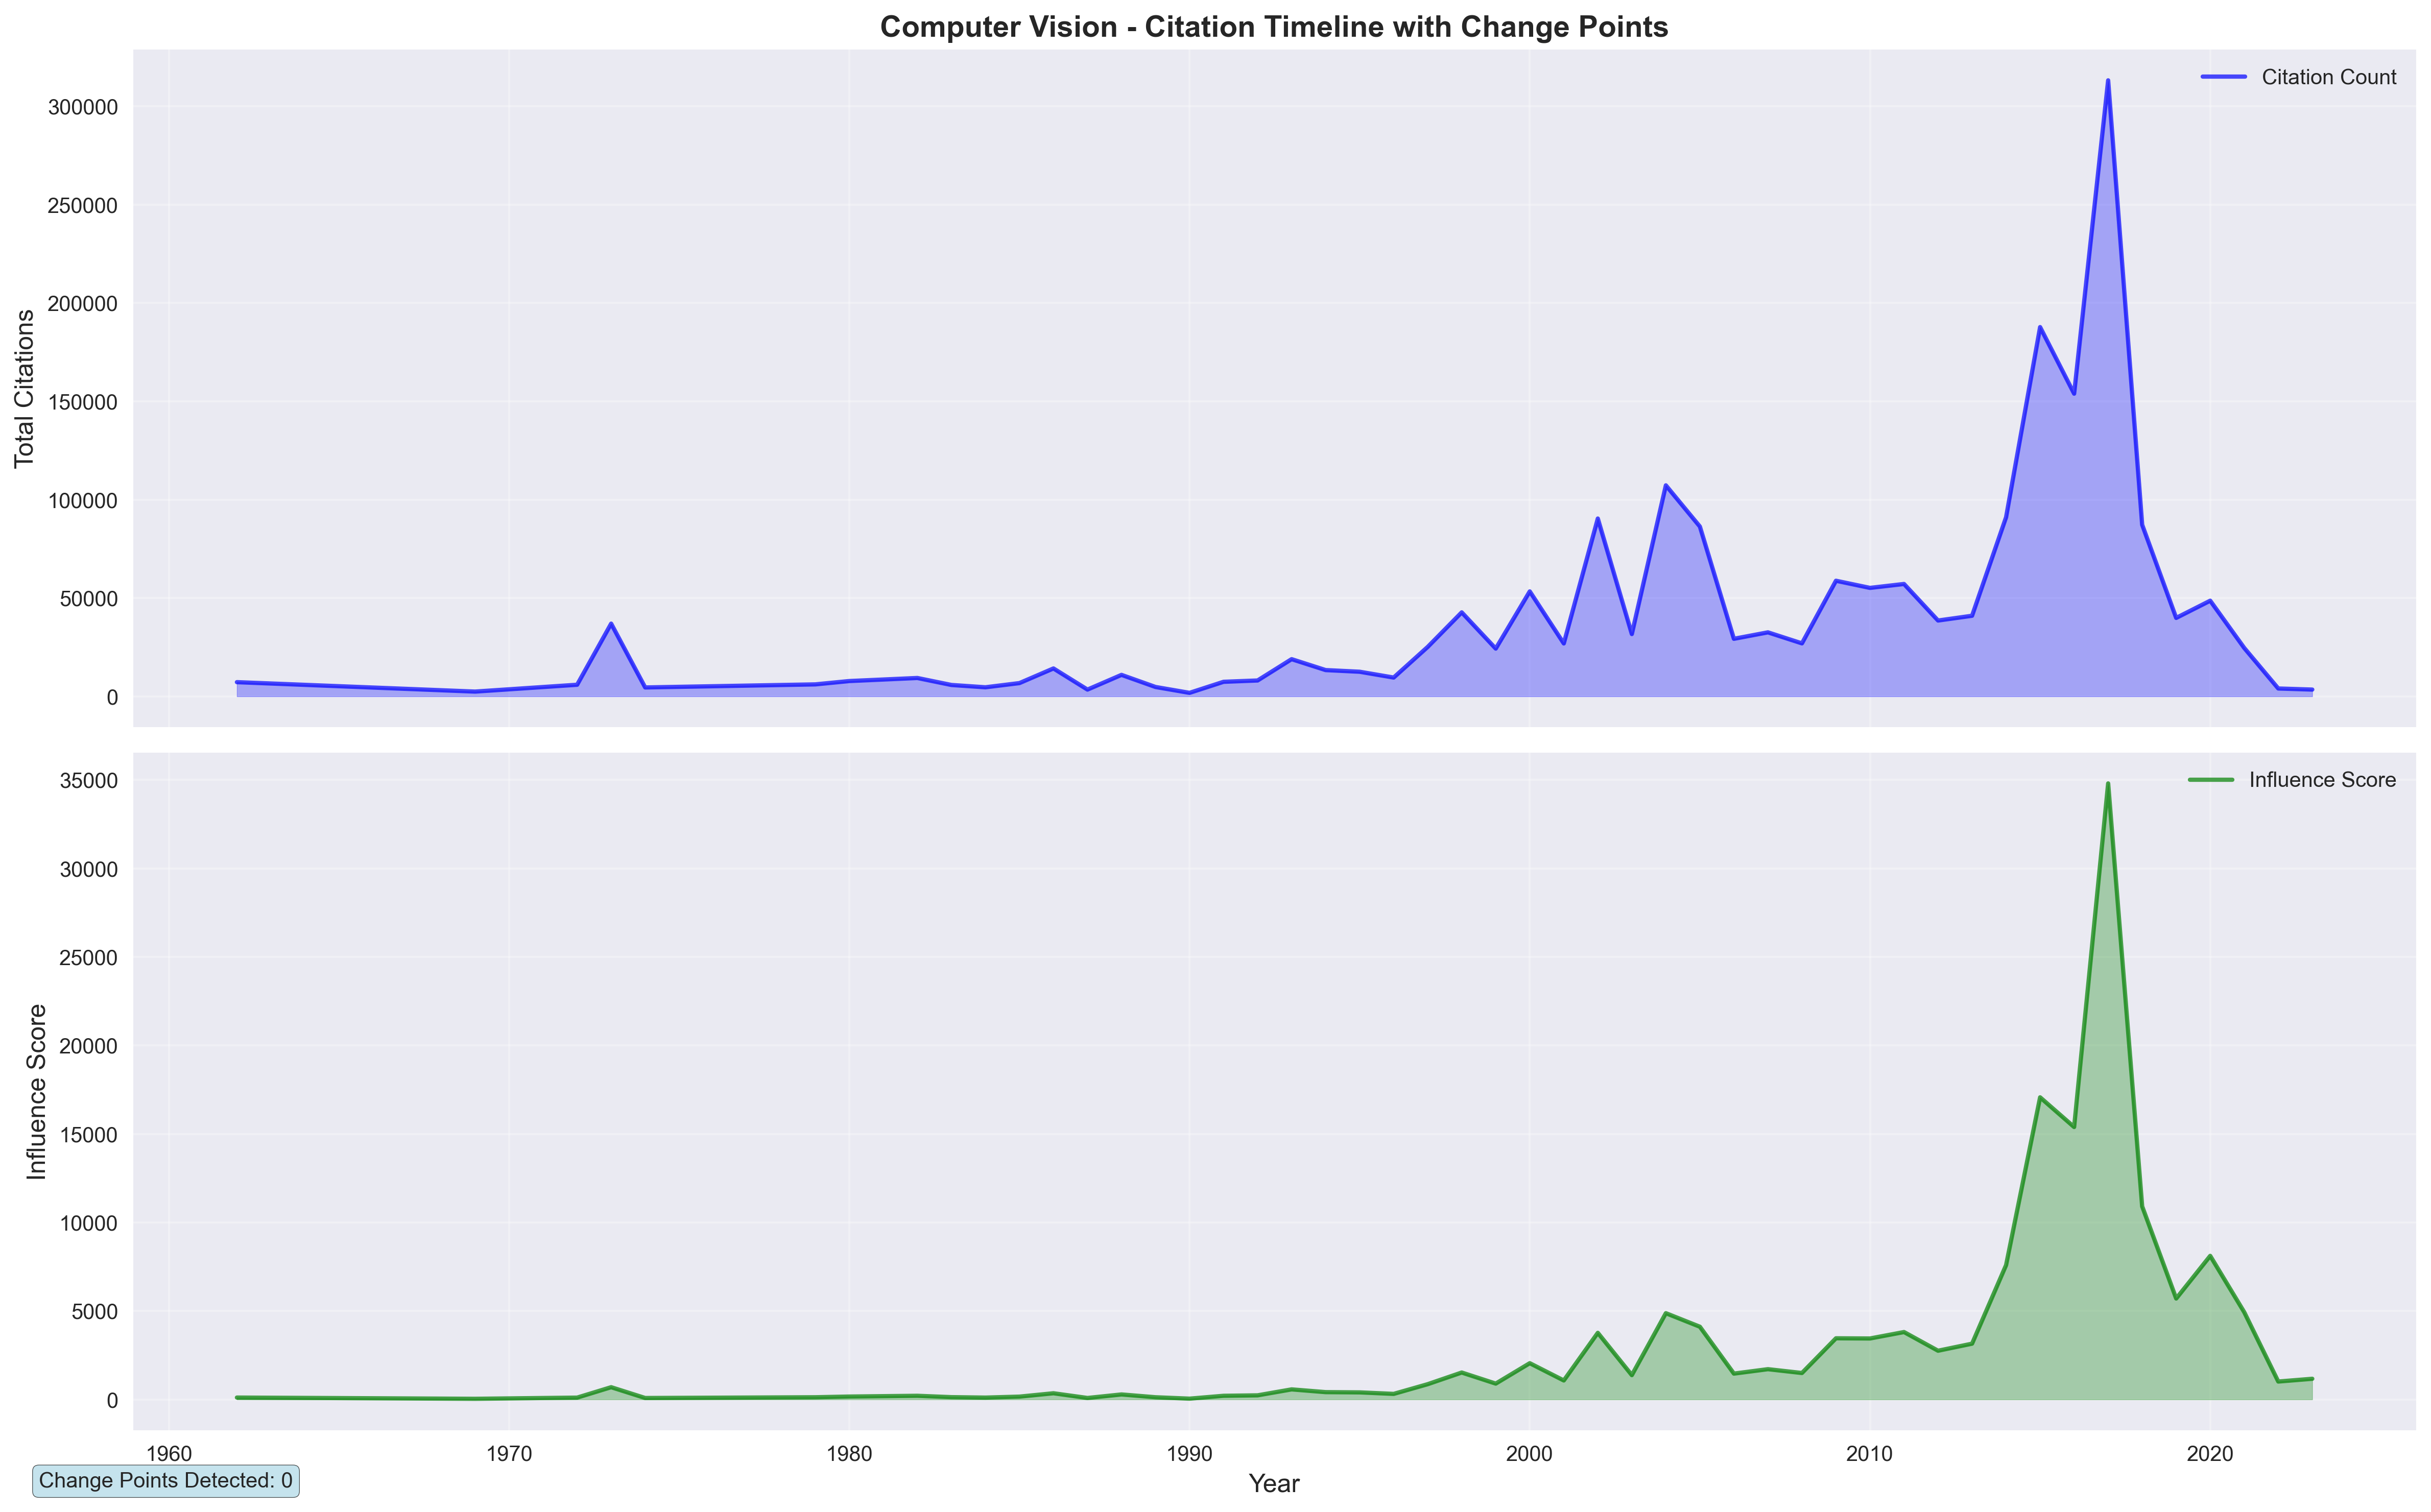 Computer Vision - Citation Timeline with Change Points
Citation Count
300000
250000
200000
150000
100000
50000
0
Total Citations
Influence Score
35000
30000
25000
20000
15000
10000
5000
0
Influence Score
1960 1970 1980 1990 2000 2010 2020
Year
Change Points Detected: 0